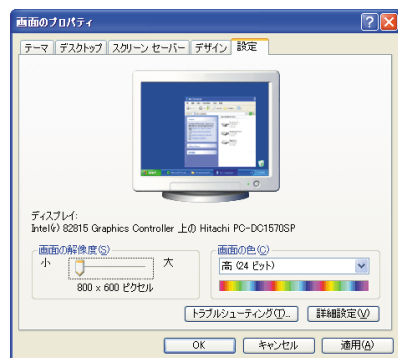 画面のプロパティ
テーマ デスクトップ スクリーン セーバー デザイン 設定
ディスプレイ:
Intel(r) 82815 Graphics Controller 上の Hitachi PC-DC1570SP
画面の解像度(S) 画面の色(C)
小 大 高 (24 ビット)
800 x 600 ピクセル
トラブルシューティング(T)... 詳細設定(V)
OK キャンセル 適用(A)